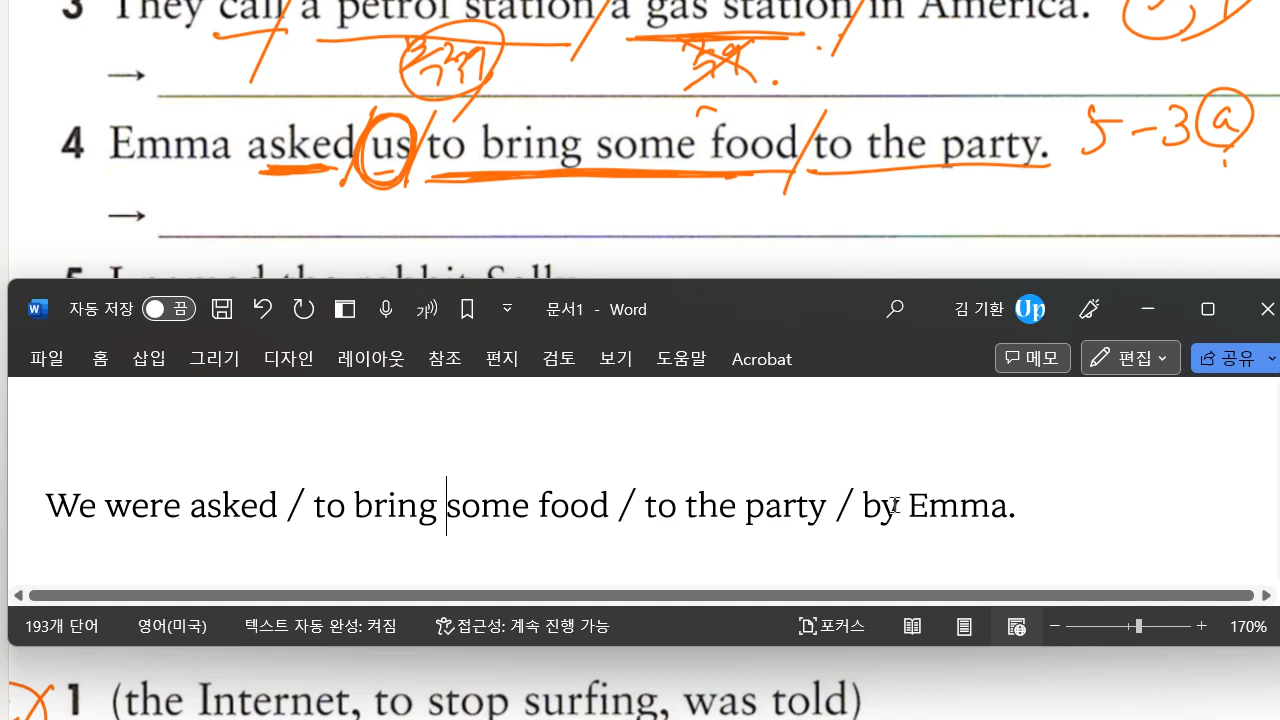 3 They call a petrol station a gas station in America.
→
4 Emma asked us to bring some food to the party. 5-3 a
→
자동 저장 끔 가)) 문서1 - Word 김 기환 Up
파일 홈 삽입 그리기 디자인 레이아웃 참조 편지 검토 보기 도움말 Acrobat 메모 편집 공유
We were asked / to bring some food / to the party / by Emma.
193개 단어 영어(미국) 텍스트 자동 완성: 켜짐 접근성: 계속 진행 가능 포커스 170%
1 (the Internet, to stop surfing, was told)